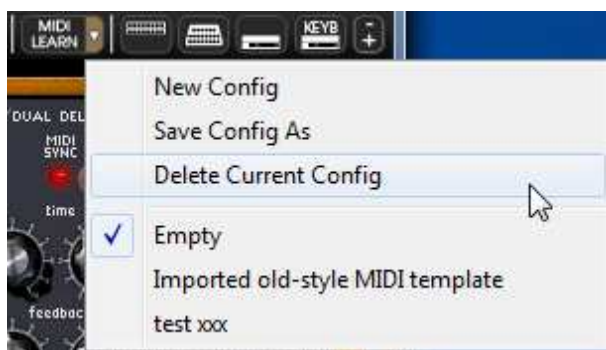 MIDI
LEARN
KEYB
- +
New Config
Save Config As
Delete Current Config
Empty
Imported old-style MIDI template
test xxx
DUAL DEL
MIDI
SYNC
time
feedbac